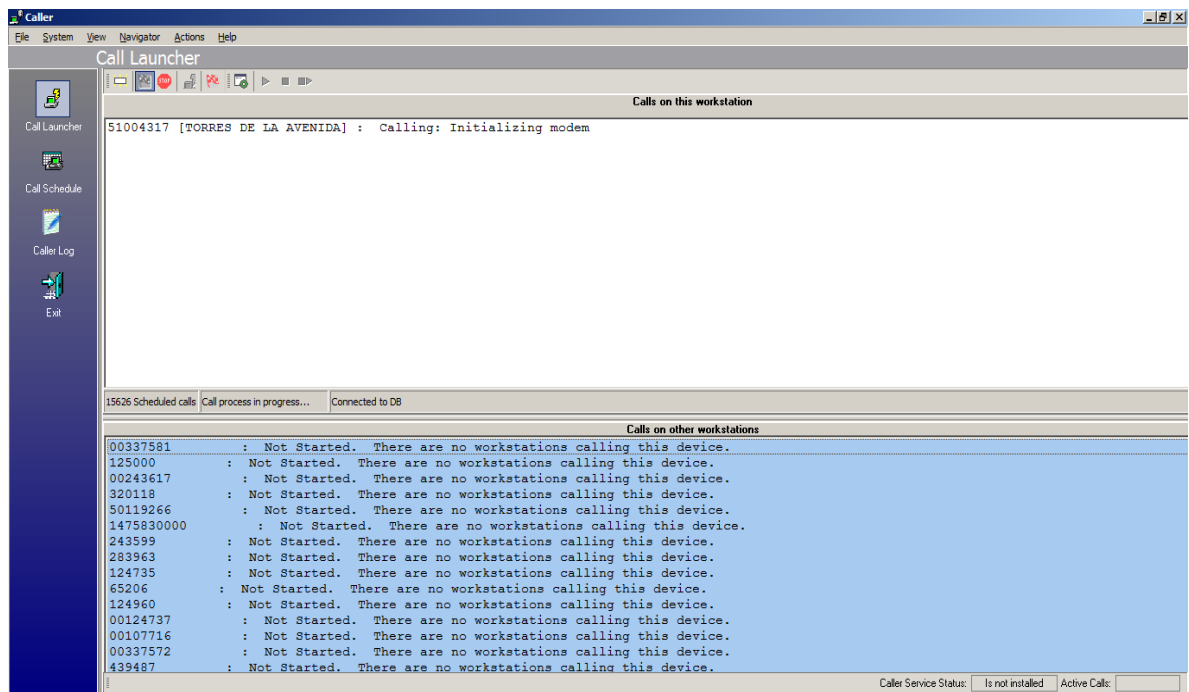 Caller
File System View Navigator Actions Help
Call Launcher
STOP
Calls on this workstation
Call Launcher
51004317 [TORRES DE LA AVENIDA] : Calling: Initializing modem
Call Schedule
Caller Log
Exit
15626 Scheduled calls Call process in progress... Connected to DB
Calls on other workstations
00337581 : Not Started. There are no workstations calling this device.
125000 : Not Started. There are no workstations calling this device.
00243617 : Not Started. There are no workstations calling this device.
320118 : Not Started. There are no workstations calling this device.
50119266 : Not Started. There are no workstations calling this device.
1475830000 : Not Started. There are no workstations calling this device.
243599 : Not Started. There are no workstations calling this device.
283963 : Not Started. There are no workstations calling this device.
124735 : Not Started. There are no workstations calling this device.
65206 : Not Started. There are no workstations calling this device.
124960 : Not Started. There are no workstations calling this device.
00124737 : Not Started. There are no workstations calling this device.
00107716 : Not Started. There are no workstations calling this device.
00337572 : Not Started. There are no workstations calling this device.
439487 : Not Started. There are no workstations calling this device.
Caller Service Status: Is not installed Active Calls: